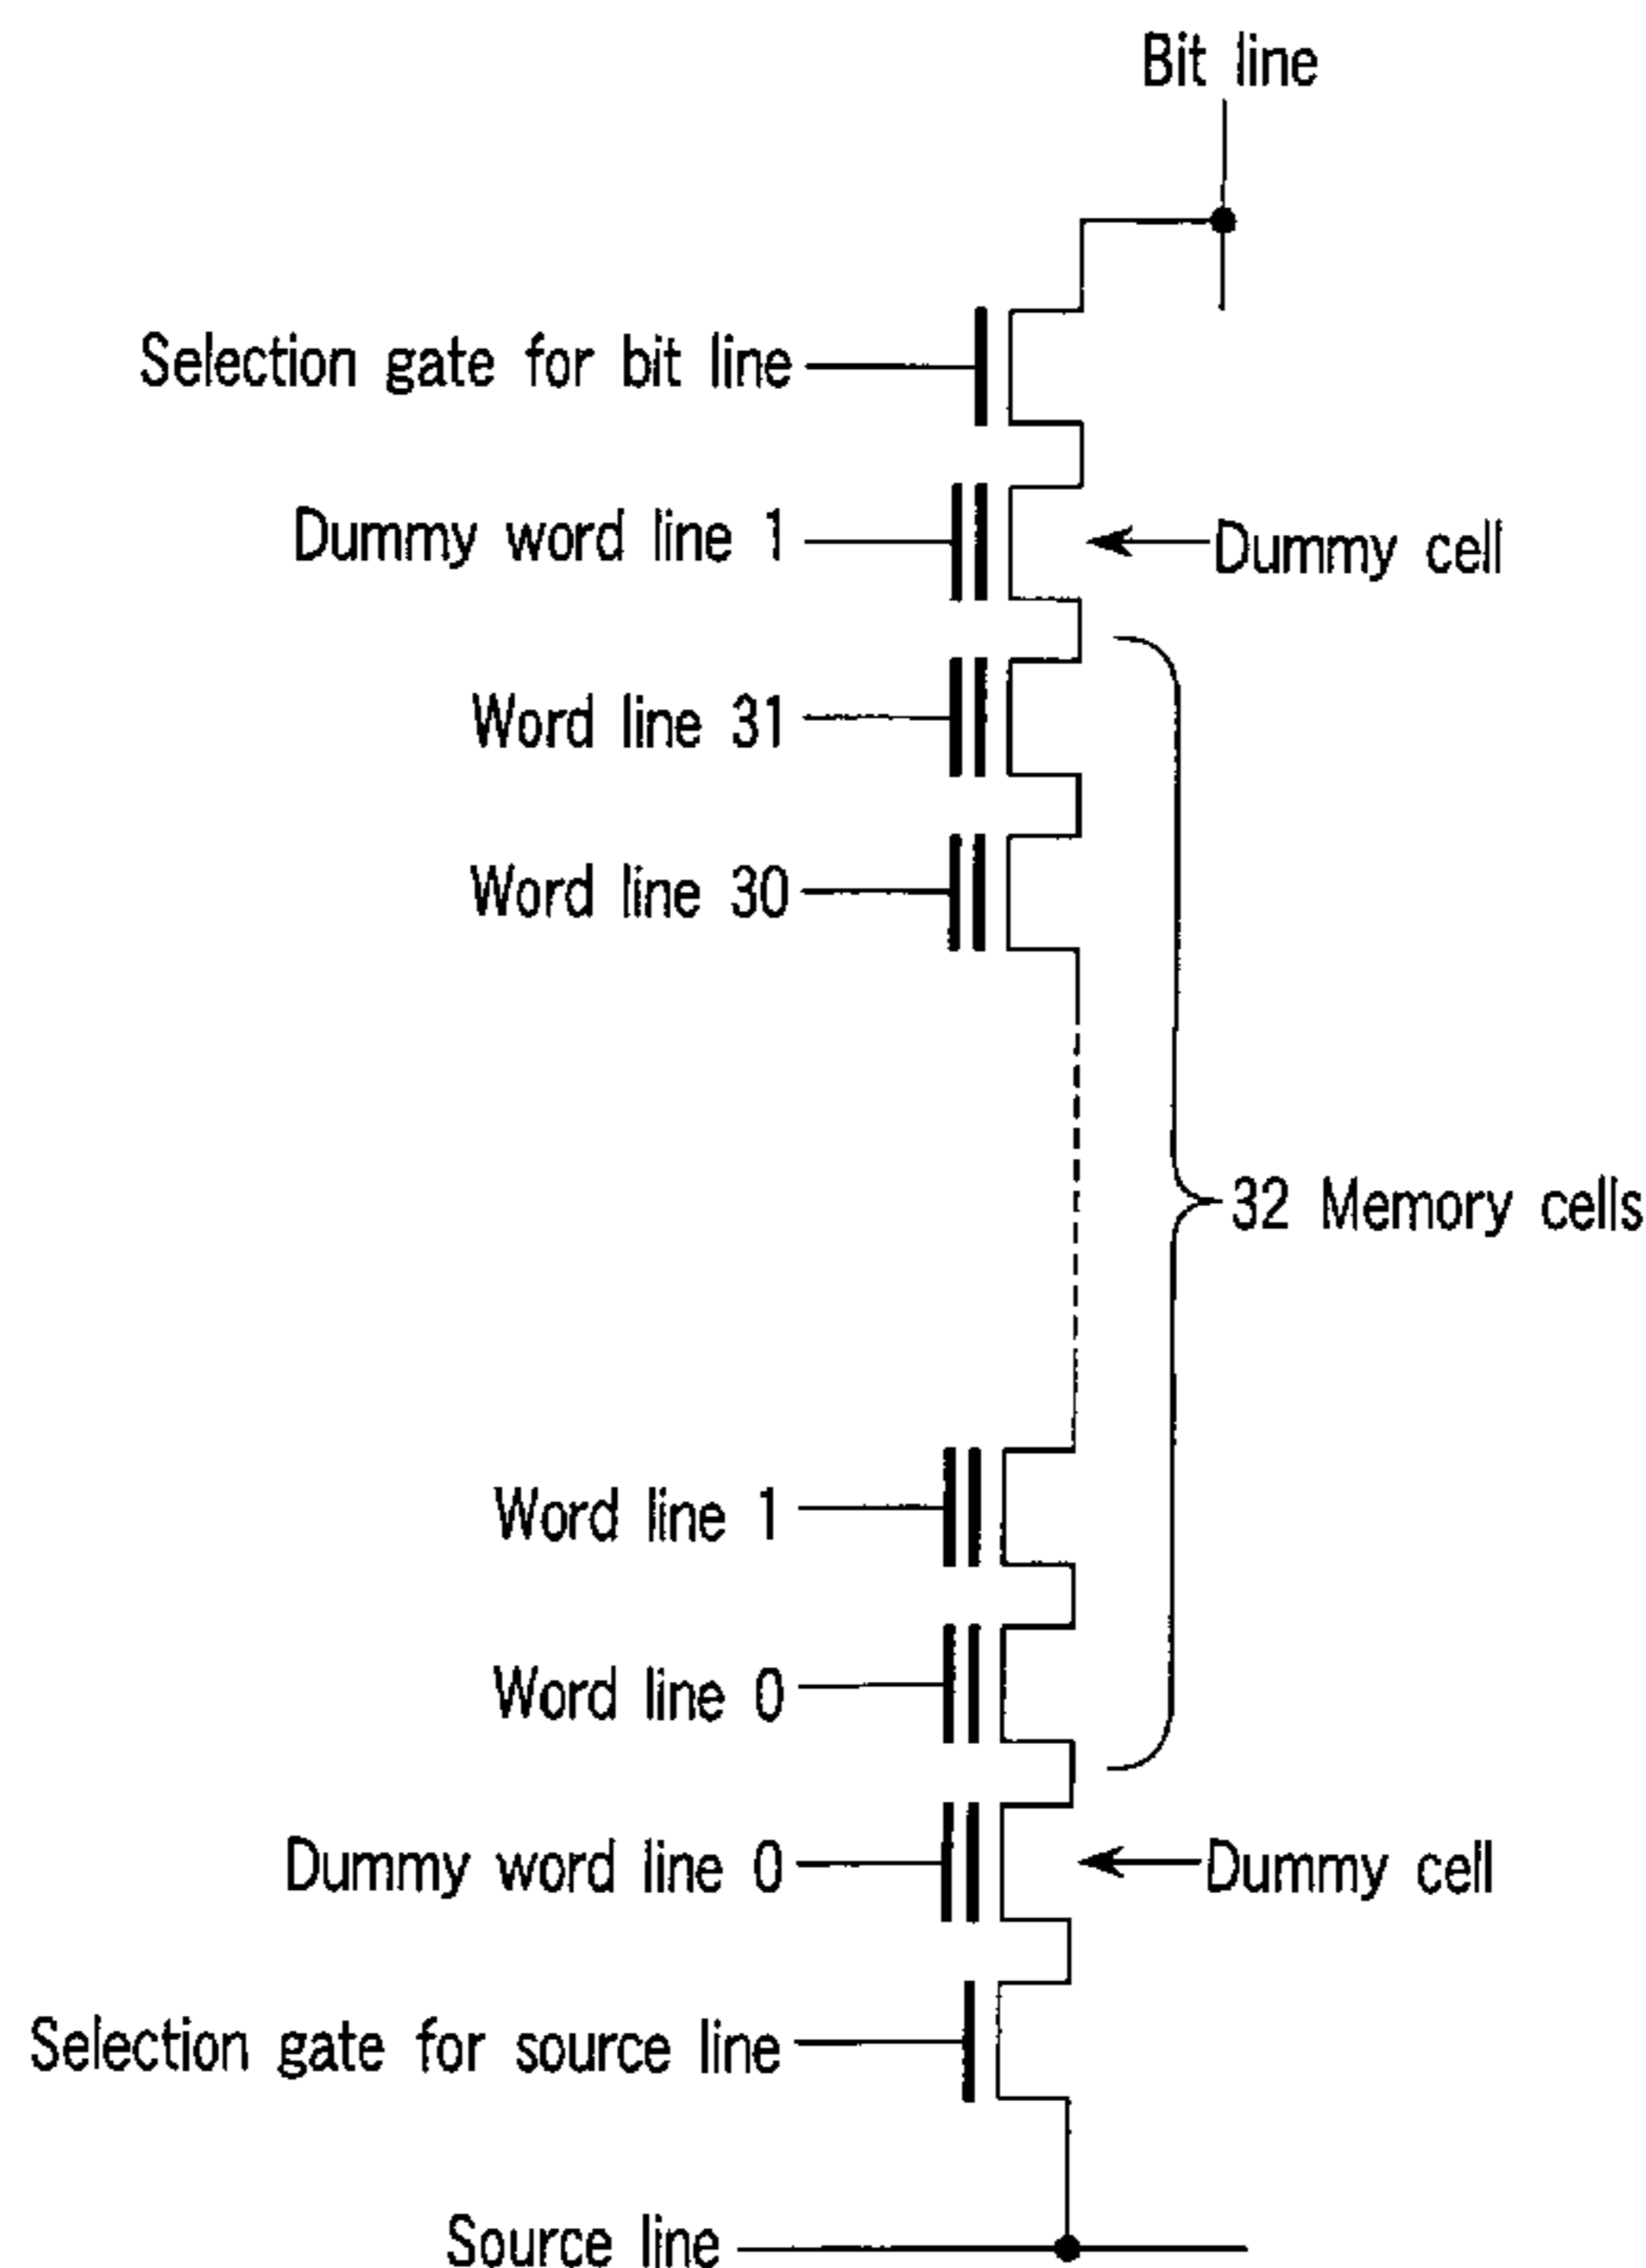 Bit line
Selection gate for bit line
Dummy word line 1
Dummy cell
Word line 31
Word line 30
32 Memory cells
Word line 1
Word line 0
Dummy word line 0
Dummy cell
Selection gate for source line
Source line